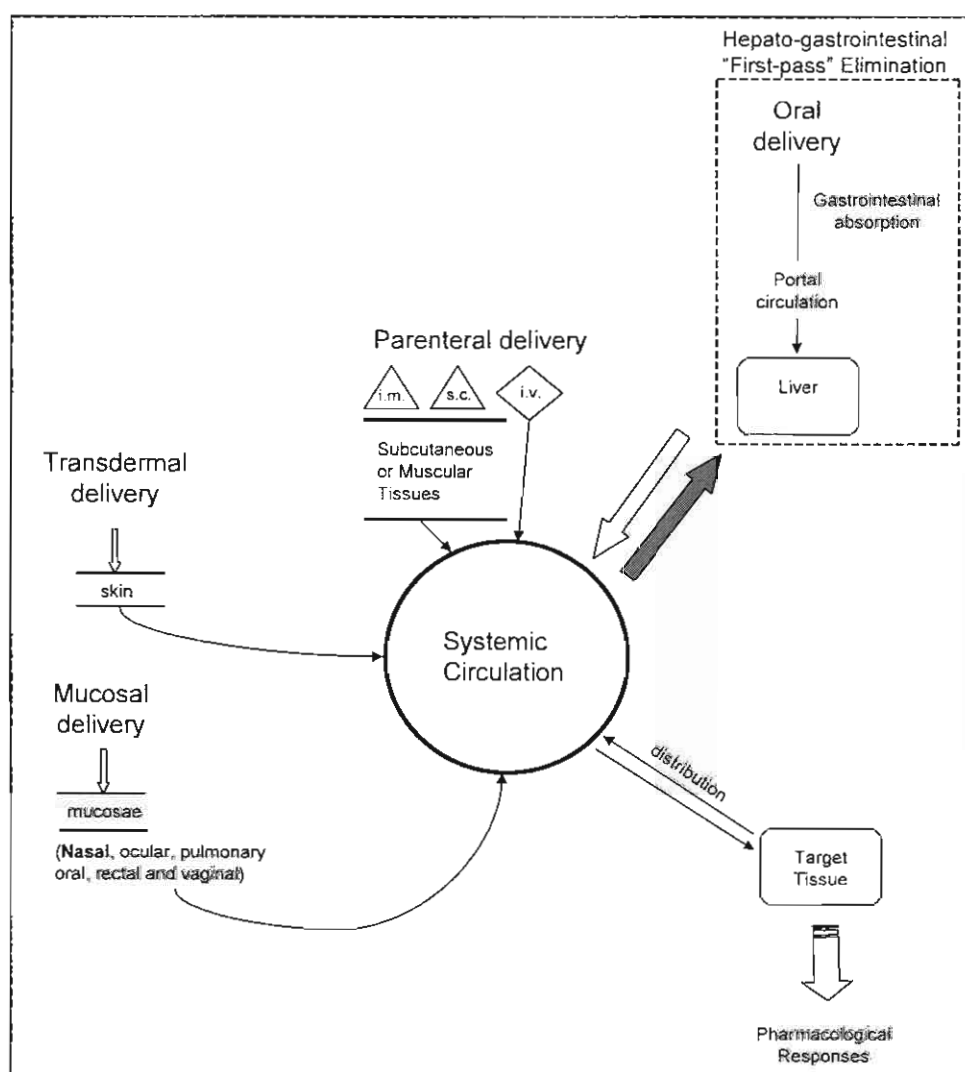 Hepato-gastrointestinal
"First-pass" Elimination
Oral
delivery
Gastrointestinal
absorption
Portal
circulation
Liver
Parenteral delivery
i.m.
s.c.
i.v.
Subcutaneous
or Muscular
Tissues
Transdermal
delivery
skin
Systemic
Circulation
Mucosal
delivery
mucosae
(Nasal, ocular, pulmonary
oral, rectal and vaginal)
distribution
Target
Tissue
Pharmacological
Responses